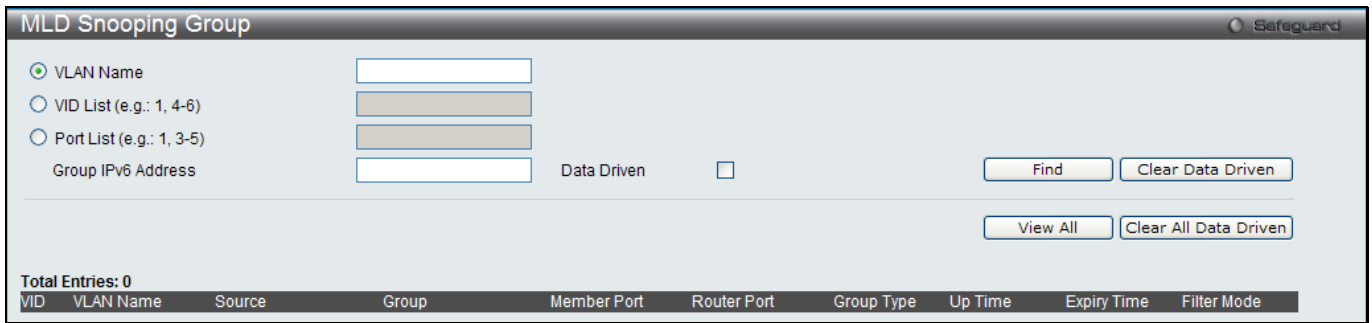 MLD Snooping Group
Safeguard
VLAN Name
VID List (e.g.: 1, 4-6)
Port List (e.g.: 1, 3-5)
Group IPv6 Address Data Driven Find Clear Data Driven
View All Clear All Data Driven
Total Entries: 0
VID VLAN Name Source Group Member Port Router Port Group Type Up Time Expiry Time Filter Mode